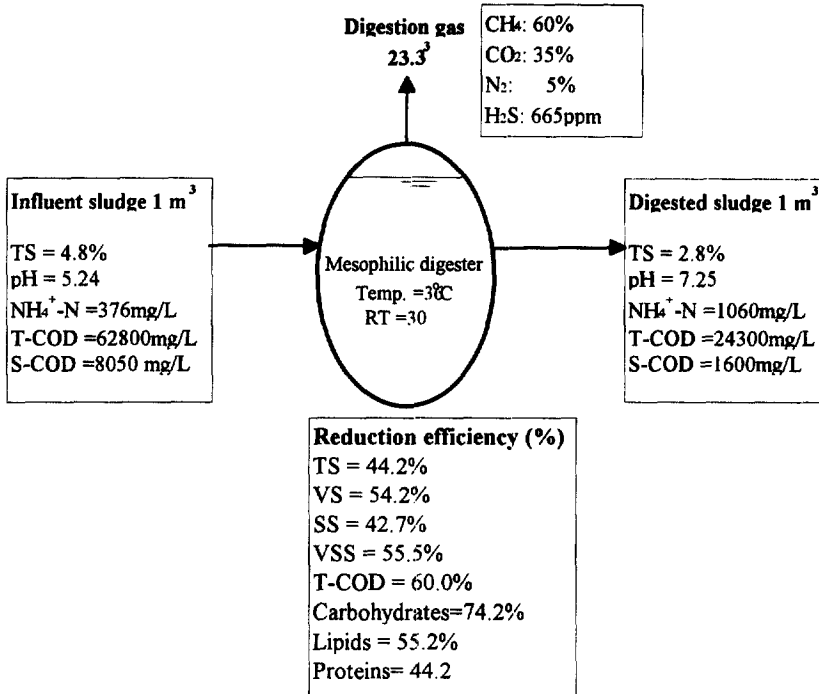 Digestion gas
23.3³
CH₄: 60%
CO₂: 35%
N₂: 5%
H₂S: 665ppm
Influent sludge 1 m³
TS = 4.8%
pH = 5.24
NH₄⁺-N =376mg/L
T-COD =62800mg/L
S-COD =8050 mg/L
Mesophilic digester
Temp. =38℃
RT =30
Digested sludge 1 m³
TS = 2.8%
pH = 7.25
NH₄⁺-N =1060mg/L
T-COD =24300mg/L
S-COD =1600mg/L
Reduction efficiency (%)
TS = 44.2%
VS = 54.2%
SS = 42.7%
VSS = 55.5%
T-COD = 60.0%
Carbohydrates=74.2%
Lipids = 55.2%
Proteins= 44.2